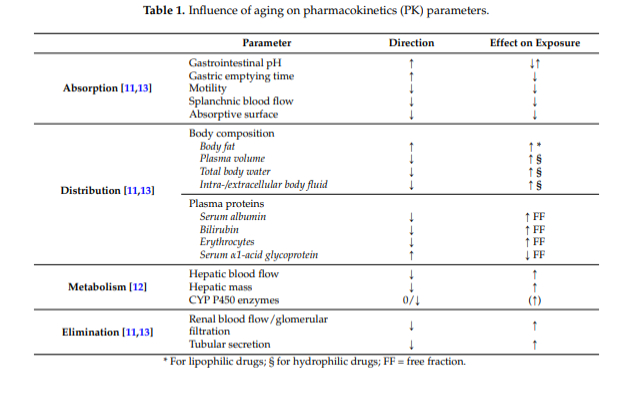 Table 1. Influence of aging on pharmacokinetics (PK) parameters.
Parameter Direction Effect on Exposure
Absorption [11,13]
Gastrointestinal pH ↑ ↓↑
Gastric emptying time ↑ ↓
Motility ↓ ↓
Splanchnic blood flow ↓ ↓
Absorptive surface ↓ ↓
Distribution [11,13]
Body composition
Body fat ↑ ↑ *
Plasma volume ↓ ↑ §
Total body water ↓ ↑ §
Intra-/extracellular body fluid ↓ ↑ §
Plasma proteins
Serum albumin ↓ ↑ FF
Bilirubin ↓ ↑ FF
Erythrocytes ↓ ↑ FF
Serum α1-acid glycoprotein ↑ ↓ FF
Metabolism [12]
Hepatic blood flow ↓ ↑
Hepatic mass ↓ ↑
CYP P450 enzymes 0/↓ (↑)
Elimination [11,13]
Renal blood flow/glomerular
filtration ↓ ↑
Tubular secretion ↓ ↑
* For lipophilic drugs; § for hydrophilic drugs; FF = free fraction.